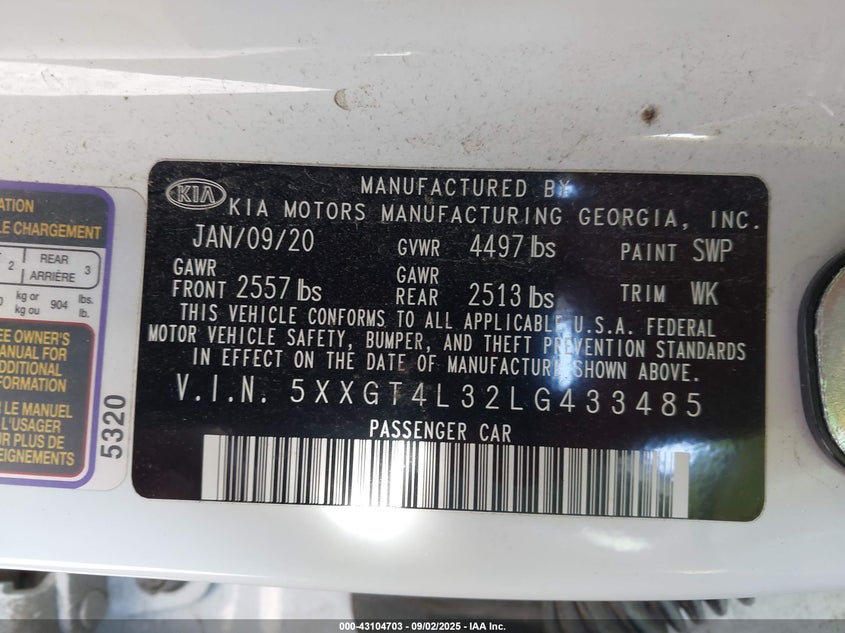 ATION
LE CHARGEMENT
2 REAR 3
ARRIÈRE
kg or 904 lbs.
kg ou lb.
EE OWNER'S
MANUAL FOR
ADDITIONAL
FORMATION
LE MANUEL
L'USAGER
UR PLUS DE
EIGNEMENTS
5320
KIA
MANUFACTURED BY
KIA MOTORS MANUFACTURING GEORGIA, INC.
JAN/09/20 GVWR 4497 lbs PAINT SWP
GAWR FRONT 2557 lbs GAWR REAR 2513 lbs TRIM WK
THIS VEHICLE CONFORMS TO ALL APPLICABLE U.S.A. FEDERAL
MOTOR VEHICLE SAFETY, BUMPER, AND THEFT PREVENTION STANDARDS
IN EFFECT ON THE DATE OF MANUFACTURE SHOWN ABOVE.
V.I.N. 5XXGT4L32LG433485
PASSENGER CAR
000-43104703 - 09/02/2025 - IAA Inc.